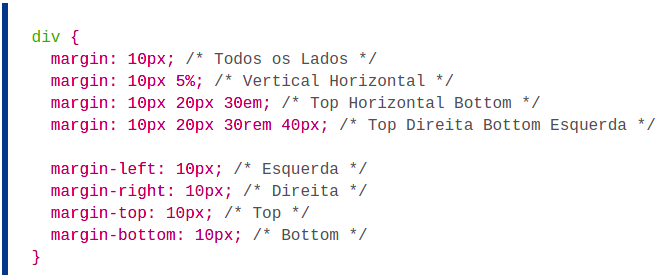 div {
margin: 10px; /* Todos os Lados */
margin: 10px 5%; /* Vertical Horizontal */
margin: 10px 20px 30em; /* Top Horizontal Bottom */
margin: 10px 20px 30rem 40px; /* Top Direita Bottom Esquerda */
margin-left: 10px; /* Esquerda */
margin-right: 10px; /* Direita */
margin-top: 10px; /* Top */
margin-bottom: 10px; /* Bottom */
}